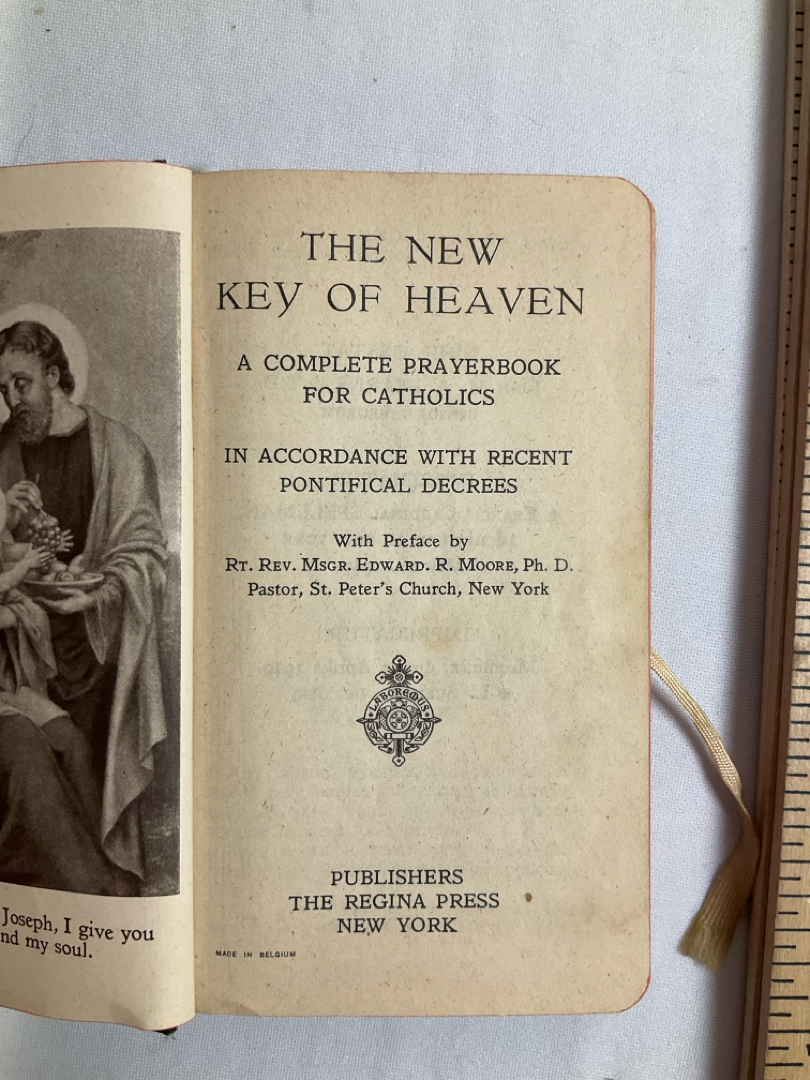 Joseph, I give you
nd my soul.
THE NEW
KEY OF HEAVEN
A COMPLETE PRAYERBOOK
FOR CATHOLICS
IN ACCORDANCE WITH RECENT
PONTIFICAL DECREES
With Preface by
RT. REV. MSGR. EDWARD. R. MOORE, Ph. D.
Pastor, St. Peter's Church, New York
LABOREMUS
PUBLISHERS
THE REGINA PRESS
NEW YORK
MADE IN BELGIUM